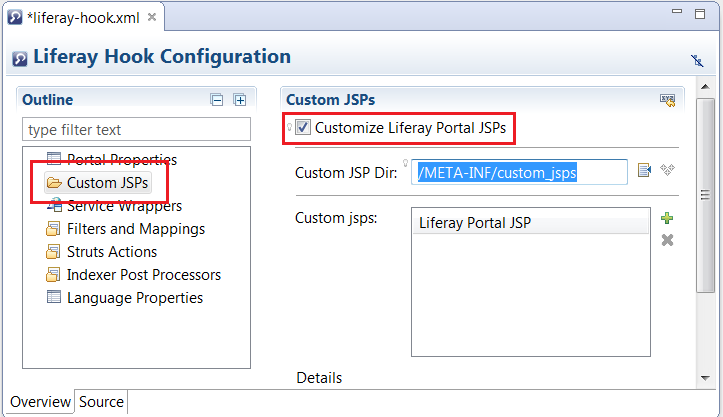 *liferay-hook.xml
Liferay Hook Configuration
Outline
type filter text
Portal Properties
Custom JSPs
Service Wrappers
Filters and Mappings
Struts Actions
Indexer Post Processors
Language Properties
Custom JSPs
Customize Liferay Portal JSPs
Custom JSP Dir: /META-INF/custom_jsps
Custom jsps: Liferay Portal JSP
Details
Overview Source